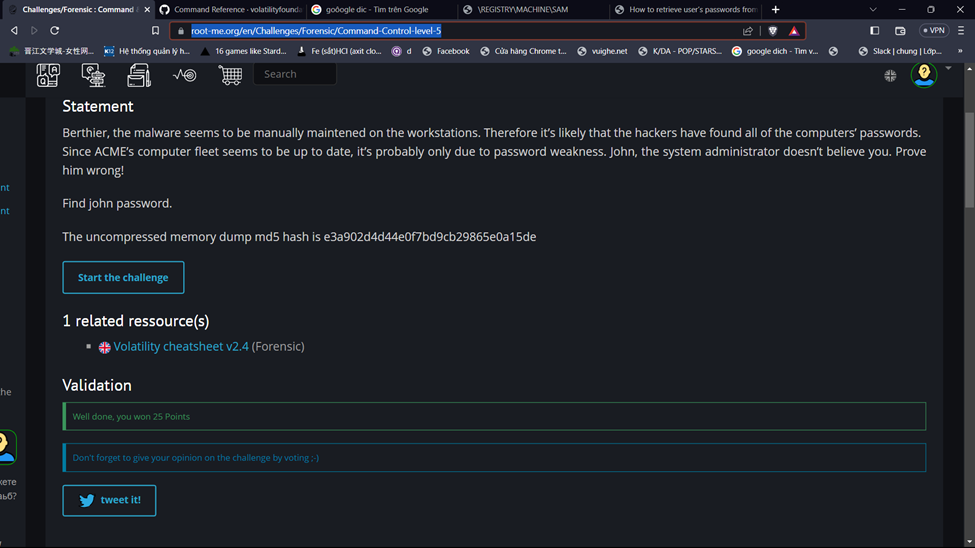 Challenges/Forensic : Command &
Command Reference · volatilityfounda
goôogle dic - Tìm trên Google
\REGISTRY\MACHINE\SAM
How to retrieve user's passwords from
root-me.org/en/Challenges/Forensic/Command-Control-level-5
VPN
晋江文学城-女性网...
K12
Hệ thống quản lý h...
16 games like Stard...
Fe (sắt)|HCl (axit clo...
d
Facebook
Cửa hàng Chrome t...
vuighe.net
K/DA - POP/STARS...
google dich - Tìm v...
Slack | chung | Lớp...
Search
Statement
Berthier, the malware seems to be manually maintened on the workstations. Therefore it's likely that the hackers have found all of the computers' passwords.
Since ACME's computer fleet seems to be up to date, it's probably only due to password weakness. John, the system administrator doesn't believe you. Prove
him wrong!
nt
Find john password.
nt
The uncompressed memory dump md5 hash is e3a902d4d44e0f7bd9cb29865e0a15de
Start the challenge
1 related ressource(s)
Volatility cheatsheet v2.4 (Forensic)
Validation
he
Well done, you won 25 Points
Don't forget to give your opinion on the challenge by voting ;-)
жете
аьб?
tweet it!